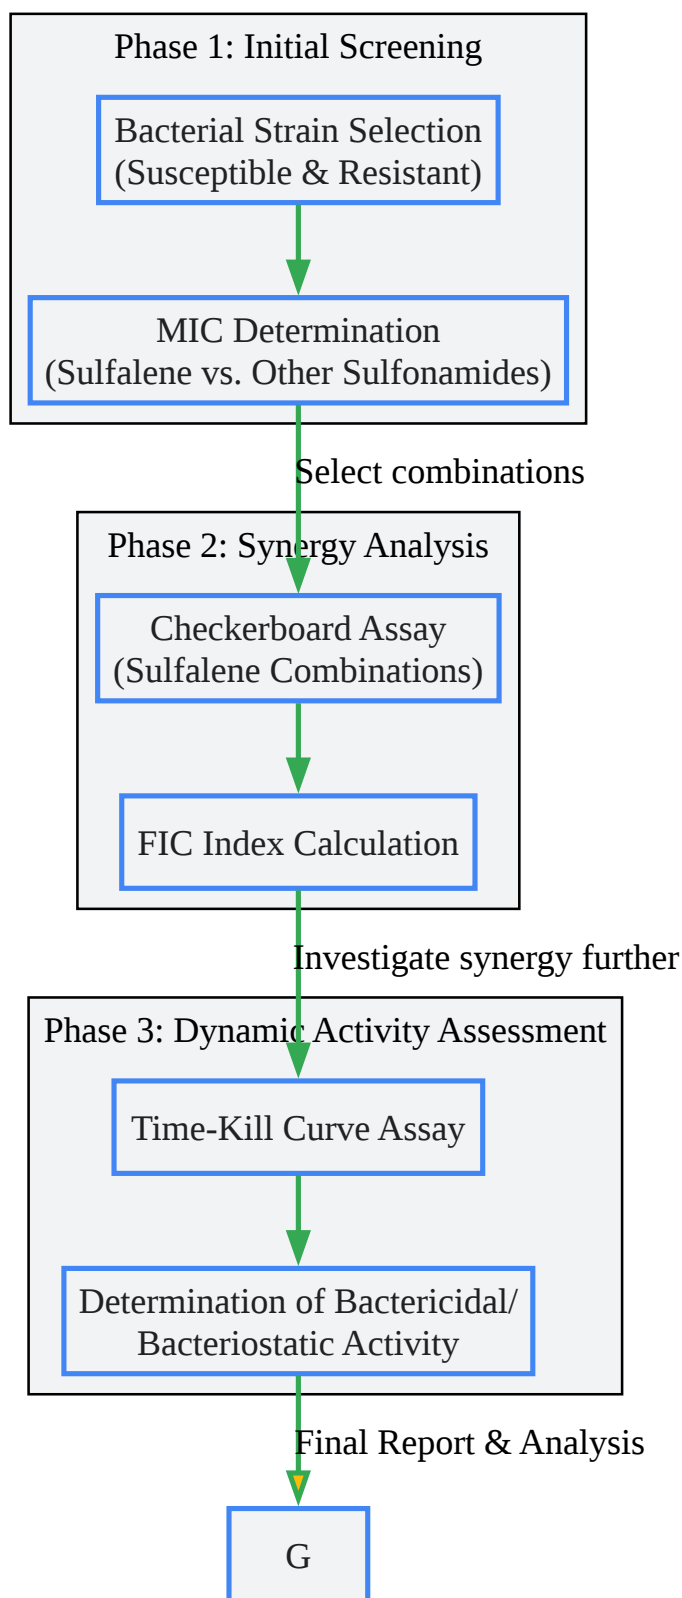 Phase 1: Initial Screening
Bacterial Strain Selection
(Susceptible & Resistant)
MIC Determination
(Sulfalene vs. Other Sulfonamides)
Select combinations
Phase 2: Synergy Analysis
Checkerboard Assay
(Sulfalene Combinations)
FIC Index Calculation
Investigate synergy further
Phase 3: Dynamic Activity Assessment
Time-Kill Curve Assay
Determination of Bactericidal/
Bacteriostatic Activity
Final Report & Analysis
G